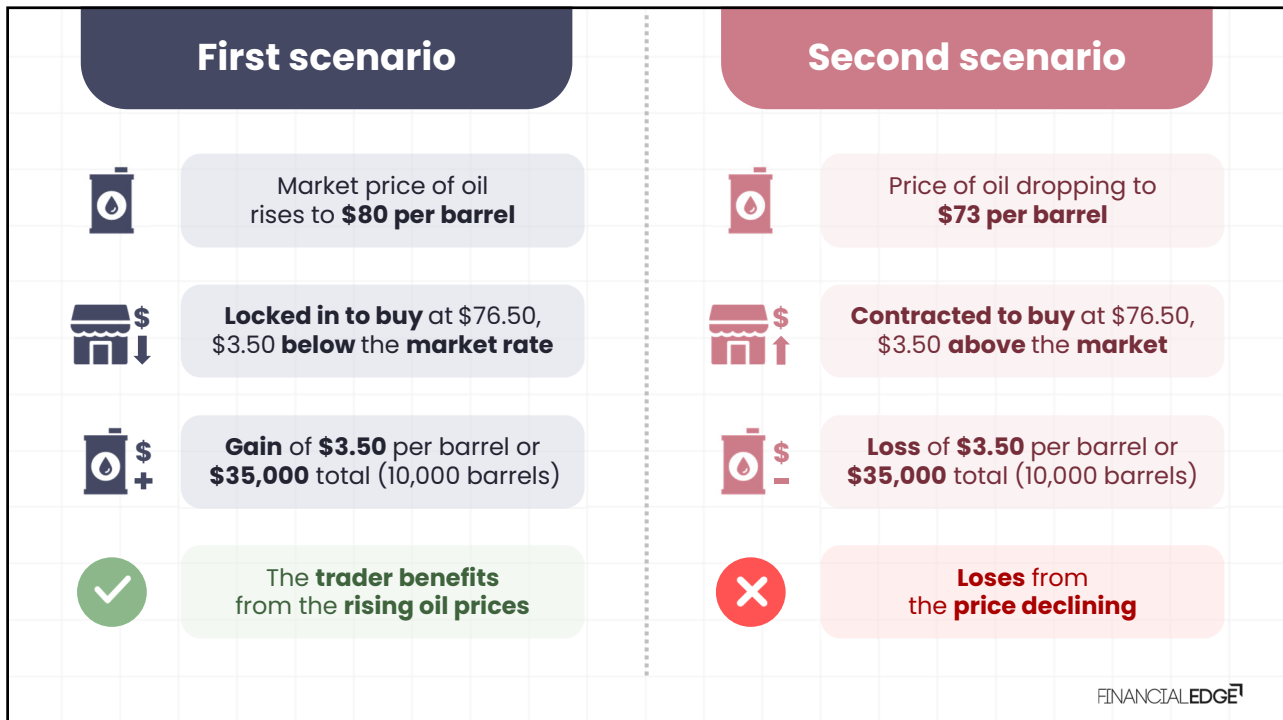 First scenario
Market price of oil
rises to $80 per barrel
$
Locked in to buy at $76.50,
$3.50 below the market rate
$
+
Gain of $3.50 per barrel or
$35,000 total (10,000 barrels)
The trader benefits
from the rising oil prices
Second scenario
Price of oil dropping to
$73 per barrel
$
Contracted to buy at $76.50,
$3.50 above the market
$
-
Loss of $3.50 per barrel or
$35,000 total (10,000 barrels)
Loses from
the price declining
FINANCIALEDGE